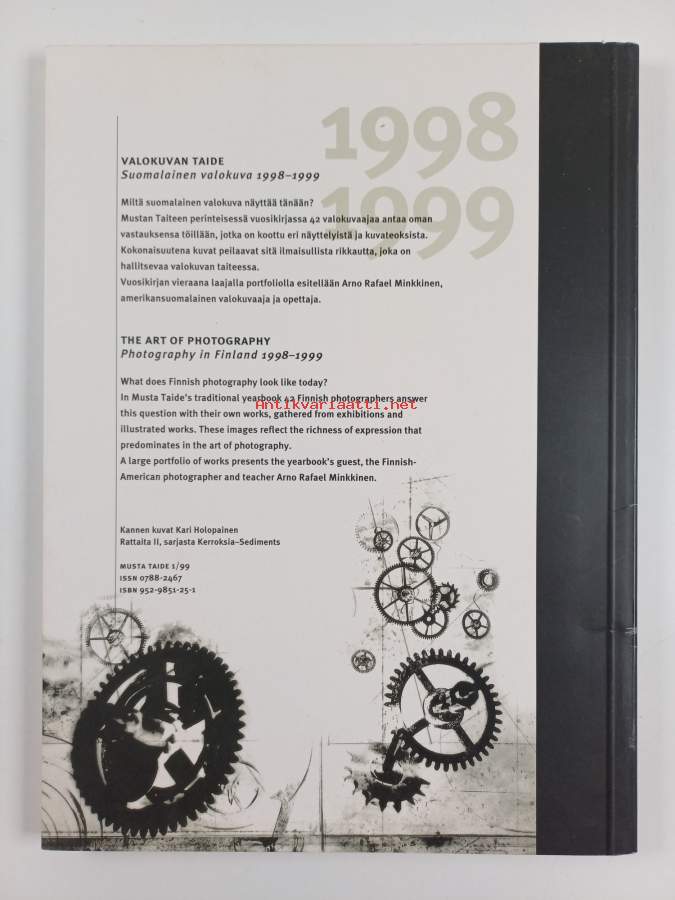 1998
1999
VALOKUVAN TAIDE
Suomalainen valokuva 1998–1999
Miltä suomalainen valokuva näyttää tänään?
Mustan Taiteen perinteisessä vuosikirjassa 42 valokuvaajaa antaa oman
vastauksensa töillään, jotka on koottu eri näyttelyistä ja kuvateoksista.
Kokonaisuutena kuvat peilaavat sitä ilmaisullista rikkautta, joka on
hallitsevaa valokuvan taiteessa.
Vuosikirjan vieraana laajalla portfoliolla esitellään Arno Rafael Minkkinen,
amerikansuomalainen valokuvaaja ja opettaja.
THE ART OF PHOTOGRAPHY
Photography in Finland 1998–1999
What does Finnish photography look like today?
In Musta Taide's traditional yearbook 42 Finnish photographers answer
Antikvariaatti.net
this question with their own works, gathered from exhibitions and
illustrated works. These images reflect the richness of expression that
predominates in the art of photography.
A large portfolio of works presents the yearbook's guest, the Finnish-
American photographer and teacher Arno Rafael Minkkinen.
Kannen kuvat Kari Holopainen
Rattaita II, sarjasta Kerroksia–Sediments
MUSTA TAIDE 1/99
ISSN 0788-2467
ISBN 952-9851-25-1